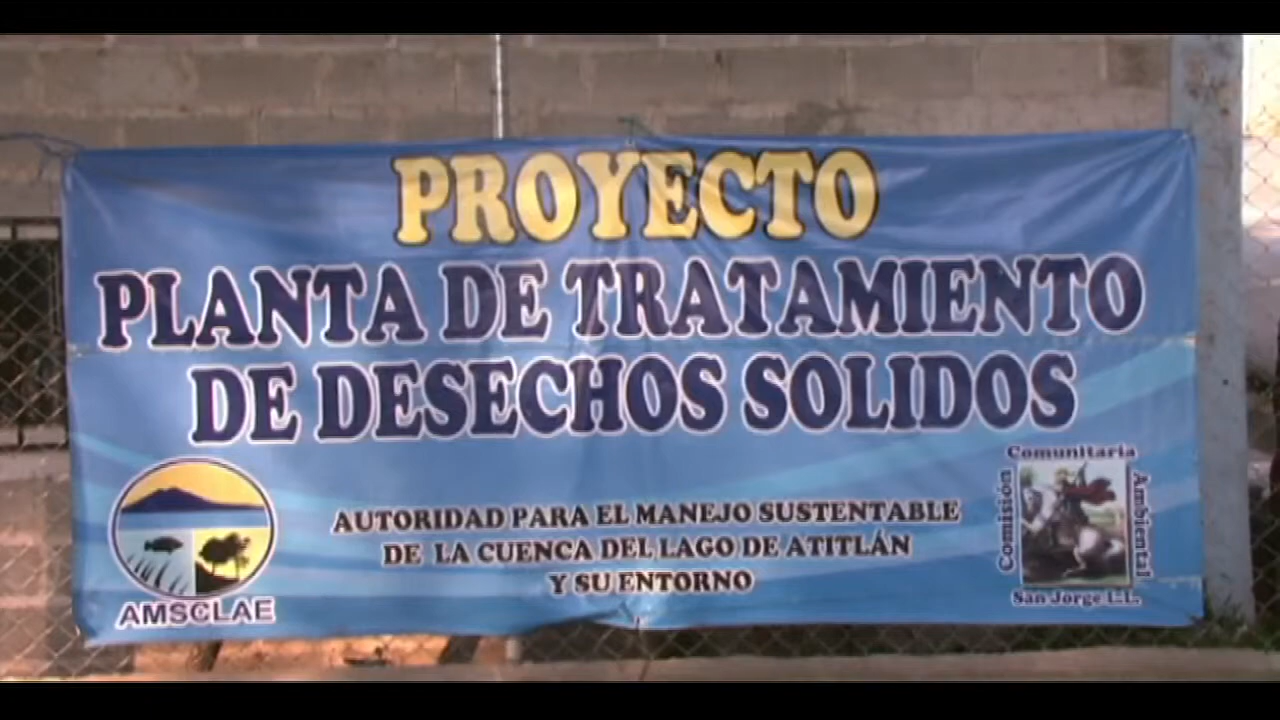 PROYECTO
PLANTA DE TRATAMIENTO
DE DESECHOS SOLIDOS
AUTORIDAD PARA EL MANEJO SUSTENTABLE
DE LA CUENCA DEL LAGO DE ATITLÁN
Y SU ENTORNO
AMSCLAE
Comunitaria
Comisión
Ambiental
San Jorge L.L.